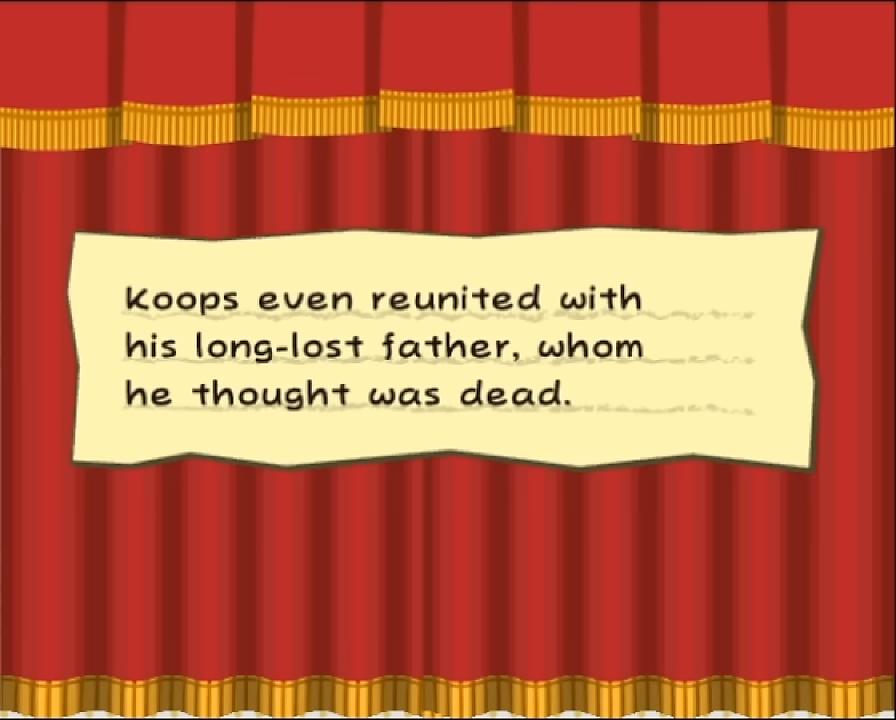 Koops even reunited with
his long-lost father, whom
he thought was dead.